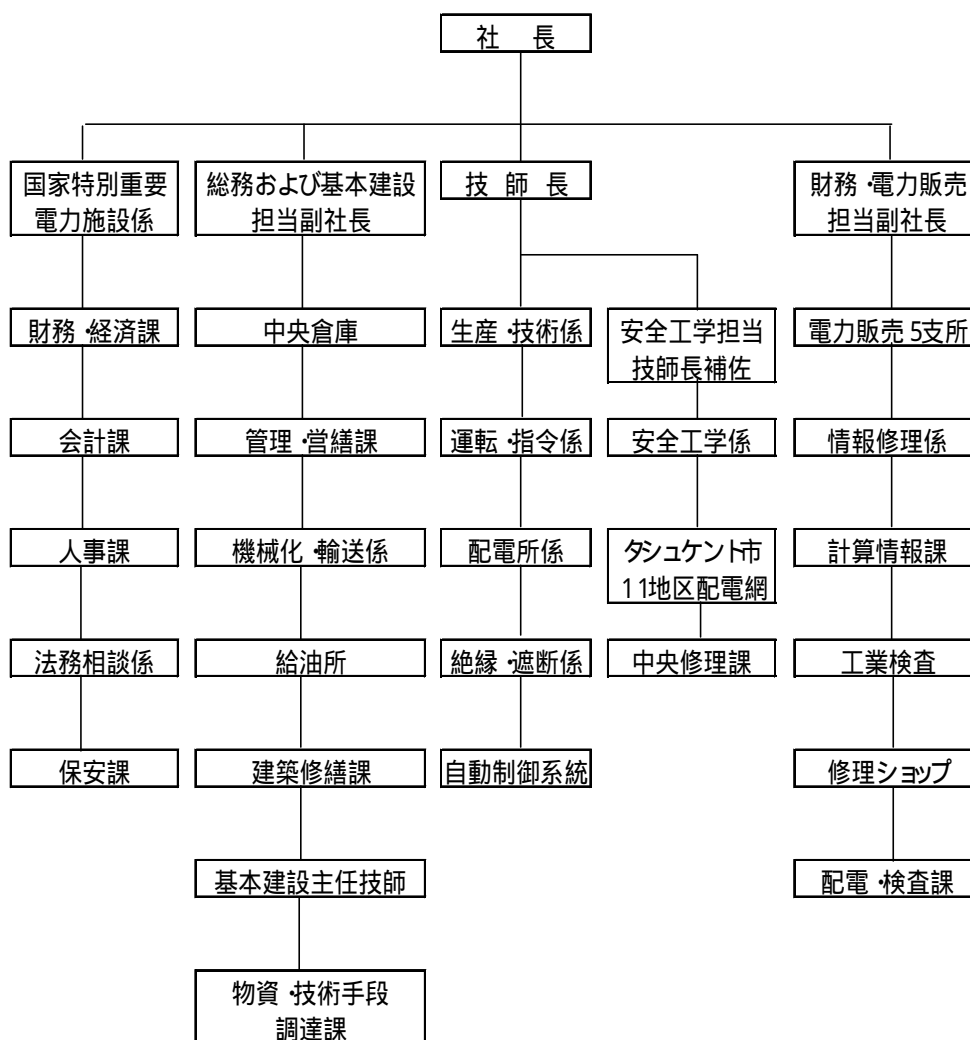 社 長
国家特別重要
電力施設係
総務および基本建設
担当副社長
技 師 長
財務・電力販売
担当副社長
財務・経済課
中央倉庫
生産・技術係
安全工学担当
技師長補佐
電力販売5支所
会計課
管理・営繕課
運転・指令係
安全工学係
情報修理係
人事課
機械化・輸送係
配電所係
タシュケント市
11地区配電網
計算情報課
法務相談係
給油所
絶縁・遮断係
中央修理課
工業検査
保安課
建築修繕課
自動制御系統
修理ショップ
基本建設主任技師
配電・検査課
物資・技術手段
調達課